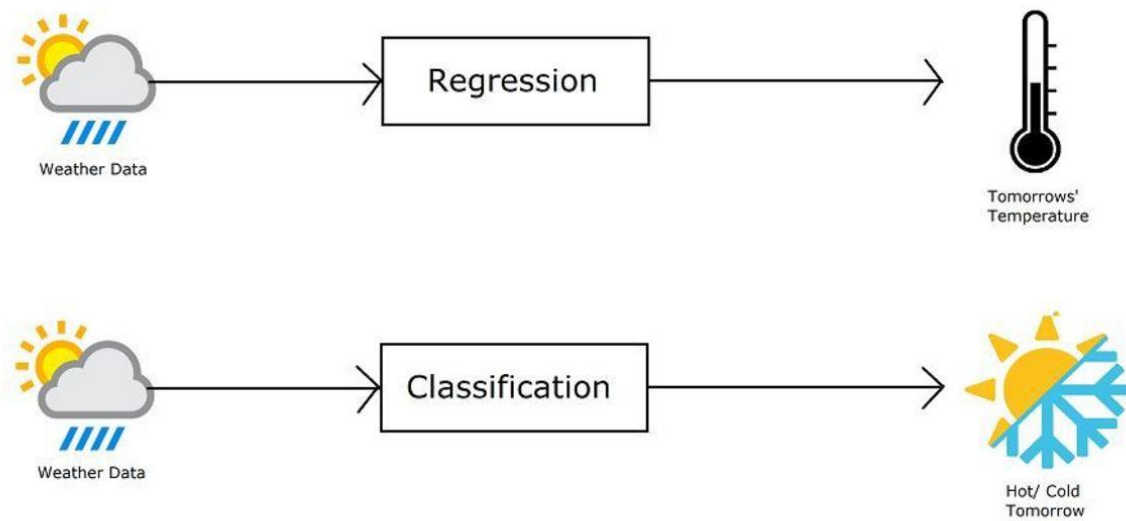 Regression
Weather Data
Tomorrows'
Temperature
Classification
Weather Data
Hot/ Cold
Tomorrow